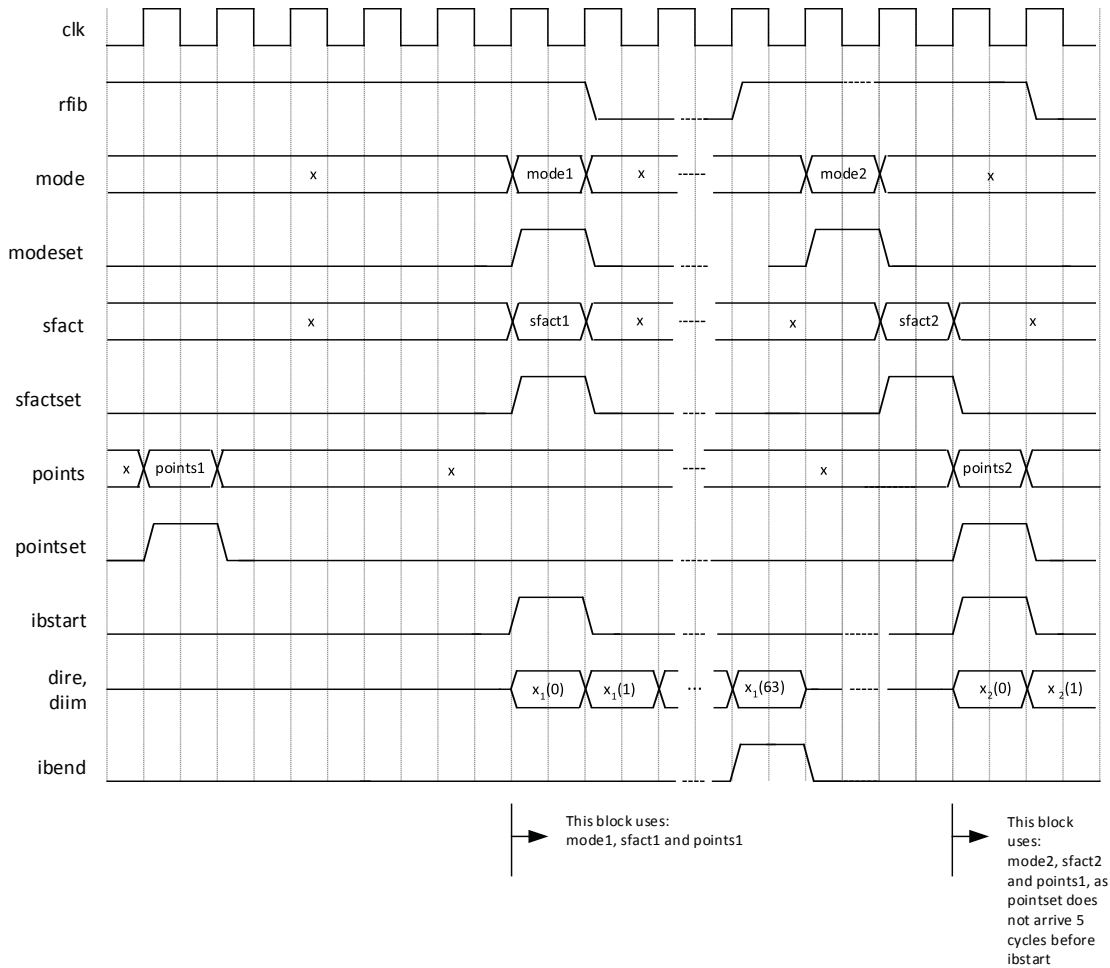 clk
rfib
mode
x
mode1
x
mode2
x
modeset
sfact
x
sfact1
x
x
sfact2
x
sfactset
points
x
points1
x
x
points2
pointset
ibstart
dire,
diim
x1(0)
x1(1)
...
x1(63)
x2(0)
x2(1)
ibend
This block uses:
mode1, sfact1 and points1
This block
uses:
mode2, sfact2
and points1, as
pointset does
not arrive 5
cycles before
ibstart